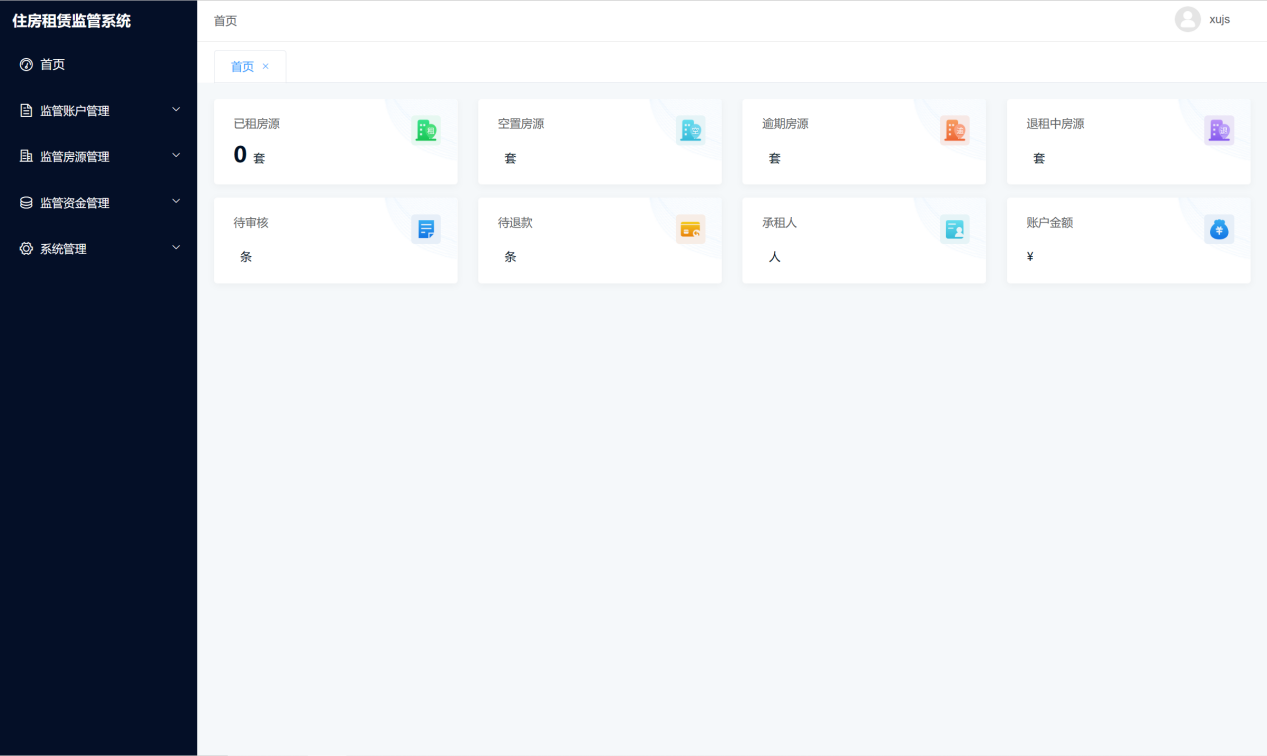 住房租赁监管系统
首页
xujs
首页
首页 ×
监管账户管理
监管房源管理
监管资金管理
系统管理
已租房源
0 套
空置房源
套
逾期房源
套
退租中房源
套
待审核
条
待退款
条
承租人
人
账户金额
¥